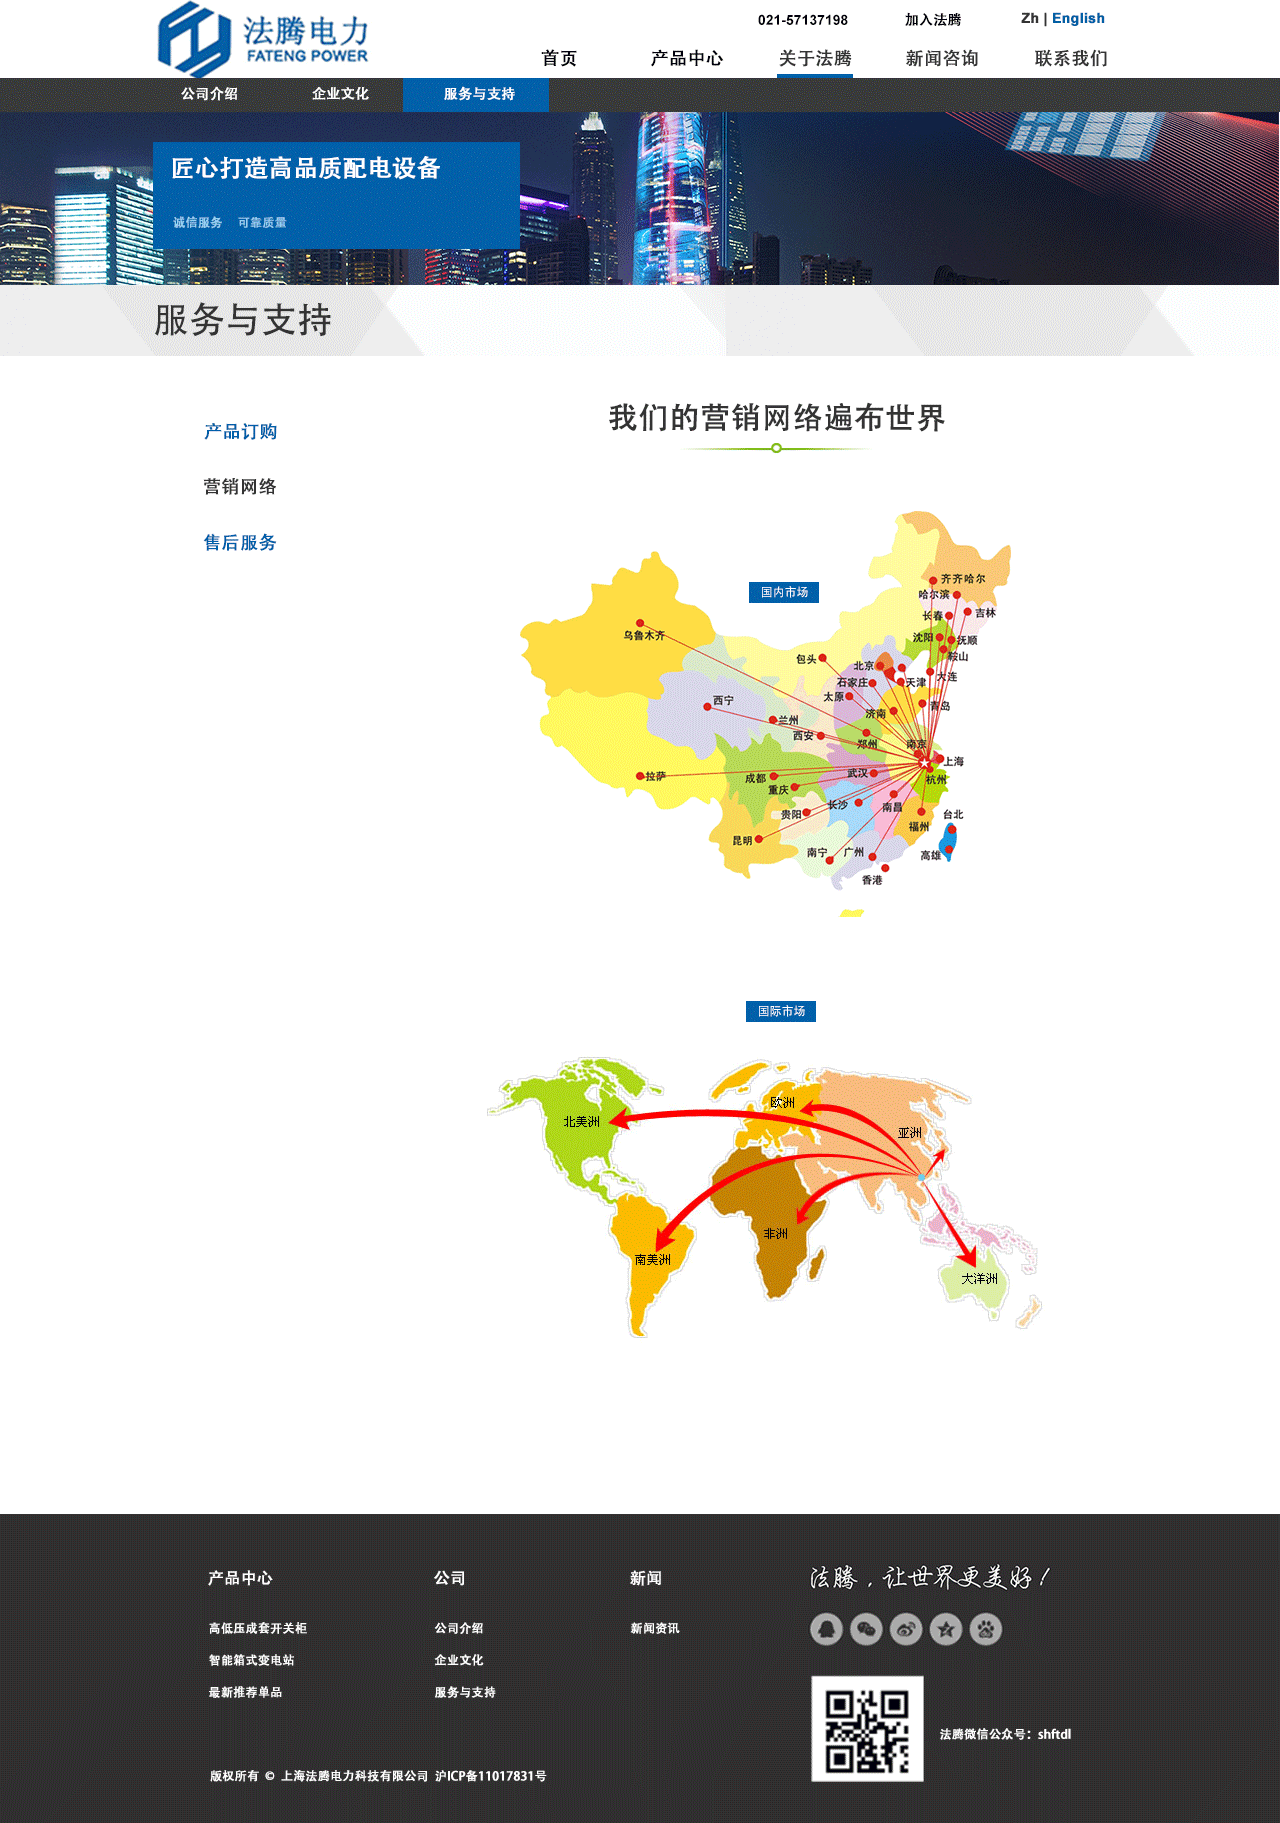 法腾电力
FATENG POWER
021-57137198
加入法腾
Zh | English
首页
产品中心
关于法腾
新闻咨询
联系我们
公司介绍
企业文化
服务与支持
匠心打造高品质配电设备
诚信服务 可靠质量
服务与支持
产品订购
营销网络
售后服务
我们的营销网络遍布世界
国内市场
齐齐哈尔
哈尔滨
长春
吉林
沈阳
抚顺
鞍山
乌鲁木齐
包头
北京
石家庄
天津
大连
太原
西宁
济南
青岛
兰州
西安
郑州
南京
上海
拉萨
成都
武汉
杭州
重庆
长沙
南昌
贵阳
福州
台北
昆明
南宁
广州
高雄
香港
国际市场
欧洲
北美洲
亚洲
非洲
南美洲
大洋洲
产品中心
高低压成套开关柜
智能箱式变电站
最新推荐单品
公司
公司介绍
企业文化
服务与支持
新闻
新闻资讯
法腾，让世界更美好！
法腾微信公众号：shftdl
版权所有 © 上海法腾电力科技有限公司 沪ICP备11017831号